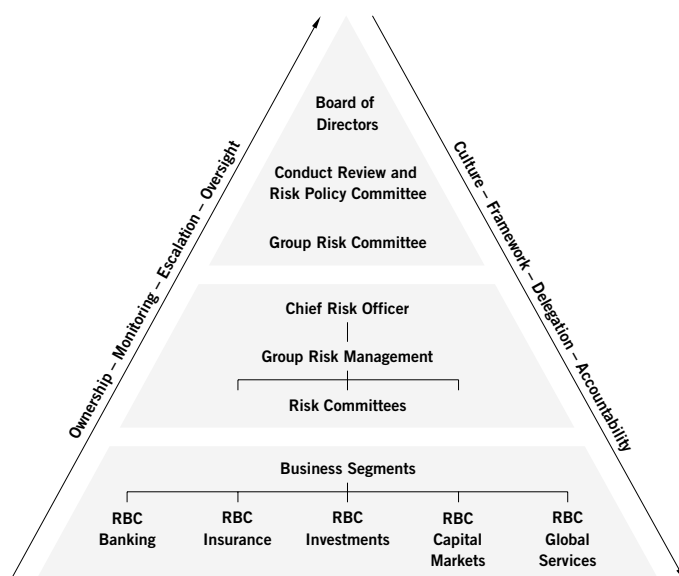 Board of
Directors
Conduct Review and
Risk Policy Committee
Group Risk Committee
Ownership – Monitoring – Escalation – Oversight
Culture – Framework – Delegation – Accountability
Chief Risk Officer
Group Risk Management
Risk Committees
Business Segments
RBC
Banking
RBC
Insurance
RBC
Investments
RBC
Capital
Markets
RBC
Global
Services